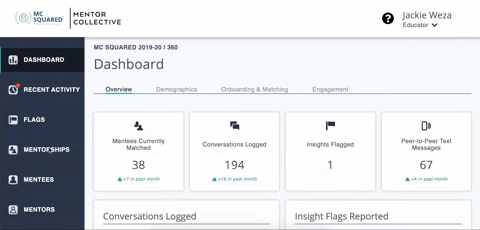 MC SQUARED
MENTOR COLLECTIVE
Jackie Weza
Educator
DASHBOARD
RECENT ACTIVITY
FLAGS
MENTORSHIPS
MENTEES
MENTORS
MC SQUARED 2019-20 | 360
Dashboard
Overview Demographics Onboarding & Matching Engagement
Mentees Currently Matched
38
+7 in past month
Conversations Logged
194
+18 in past month
Insights Flagged
1
Peer-to-Peer Text Messages
67
+4 in past month
Conversations Logged
Insight Flags Reported